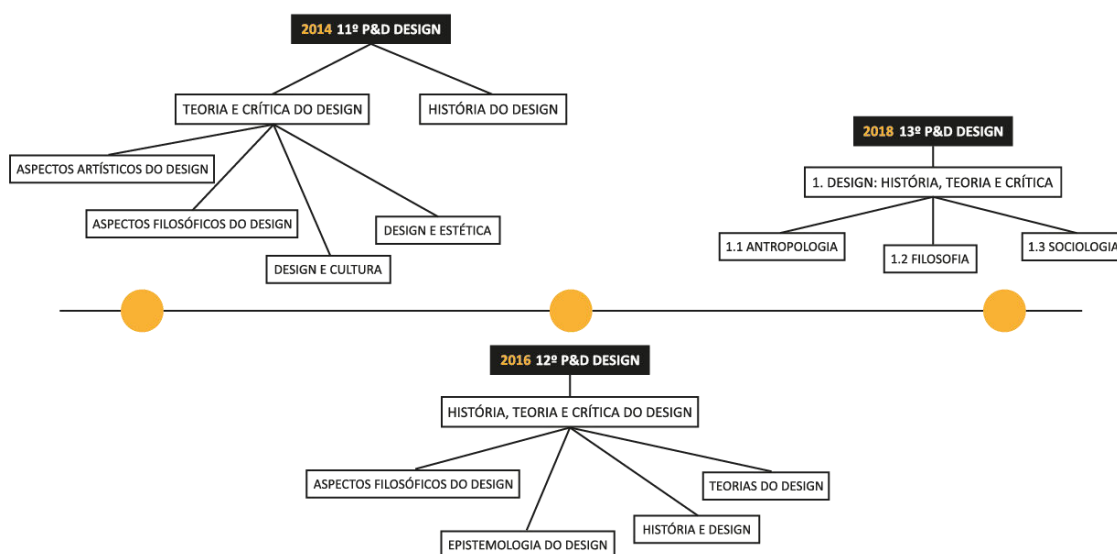 2014 11º P&D DESIGN
TEORIA E CRÍTICA DO DESIGN
HISTÓRIA DO DESIGN
ASPECTOS ARTÍSTICOS DO DESIGN
ASPECTOS FILOSÓFICOS DO DESIGN
DESIGN E CULTURA
DESIGN E ESTÉTICA
2018 13º P&D DESIGN
1. DESIGN: HISTÓRIA, TEORIA E CRÍTICA
1.1 ANTROPOLOGIA
1.2 FILOSOFIA
1.3 SOCIOLOGIA
2016 12º P&D DESIGN
HISTÓRIA, TEORIA E CRÍTICA DO DESIGN
ASPECTOS FILOSÓFICOS DO DESIGN
EPISTEMOLOGIA DO DESIGN
HISTÓRIA E DESIGN
TEORIAS DO DESIGN